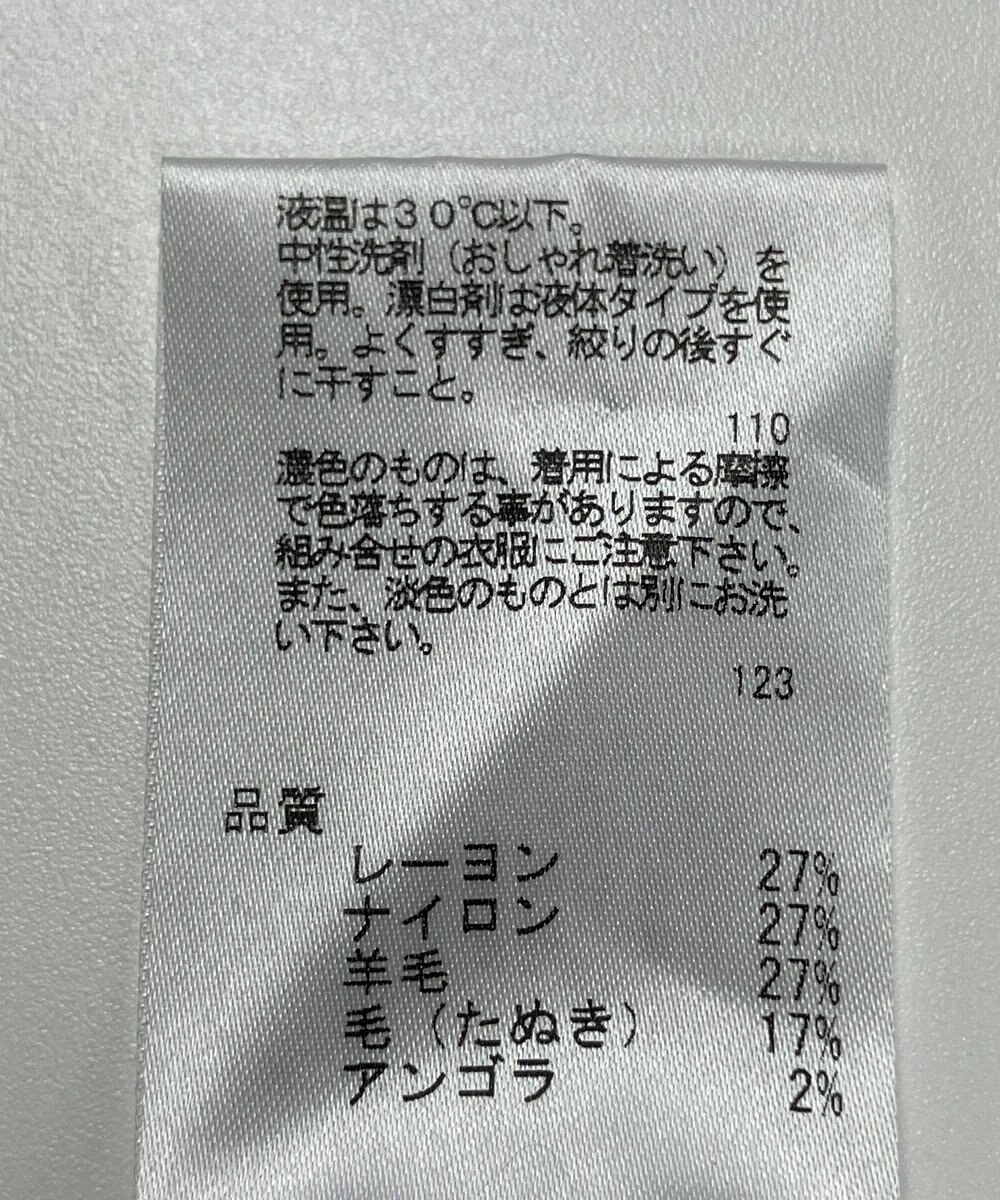 液温は３０℃以下。
中性洗剤（おしゃれ着洗い）を
使用。漂白剤は液体タイプを使
用。よくすすぎ、絞りの後すぐ
に干すこと。
110
濃色のものは、着用による摩擦
で色落ちする事がありますので、
組み合せの衣服にご注意下さい。
また、淡色のものとは別にお洗
い下さい。
123
品質
レーヨン 27%
ナイロン 27%
羊毛 27%
毛（たぬき） 17%
アンゴラ 2%